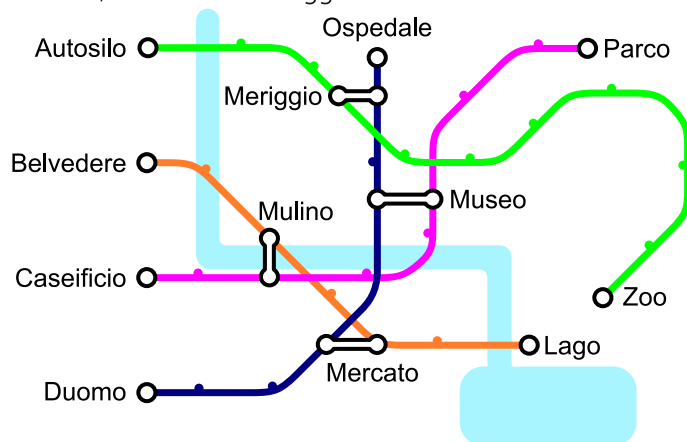 Ospedale
Autosilo
Parco
Meriggio
Belvedere
Mulino
Museo
Caseificio
Zoo
Lago
Mercato
Duomo